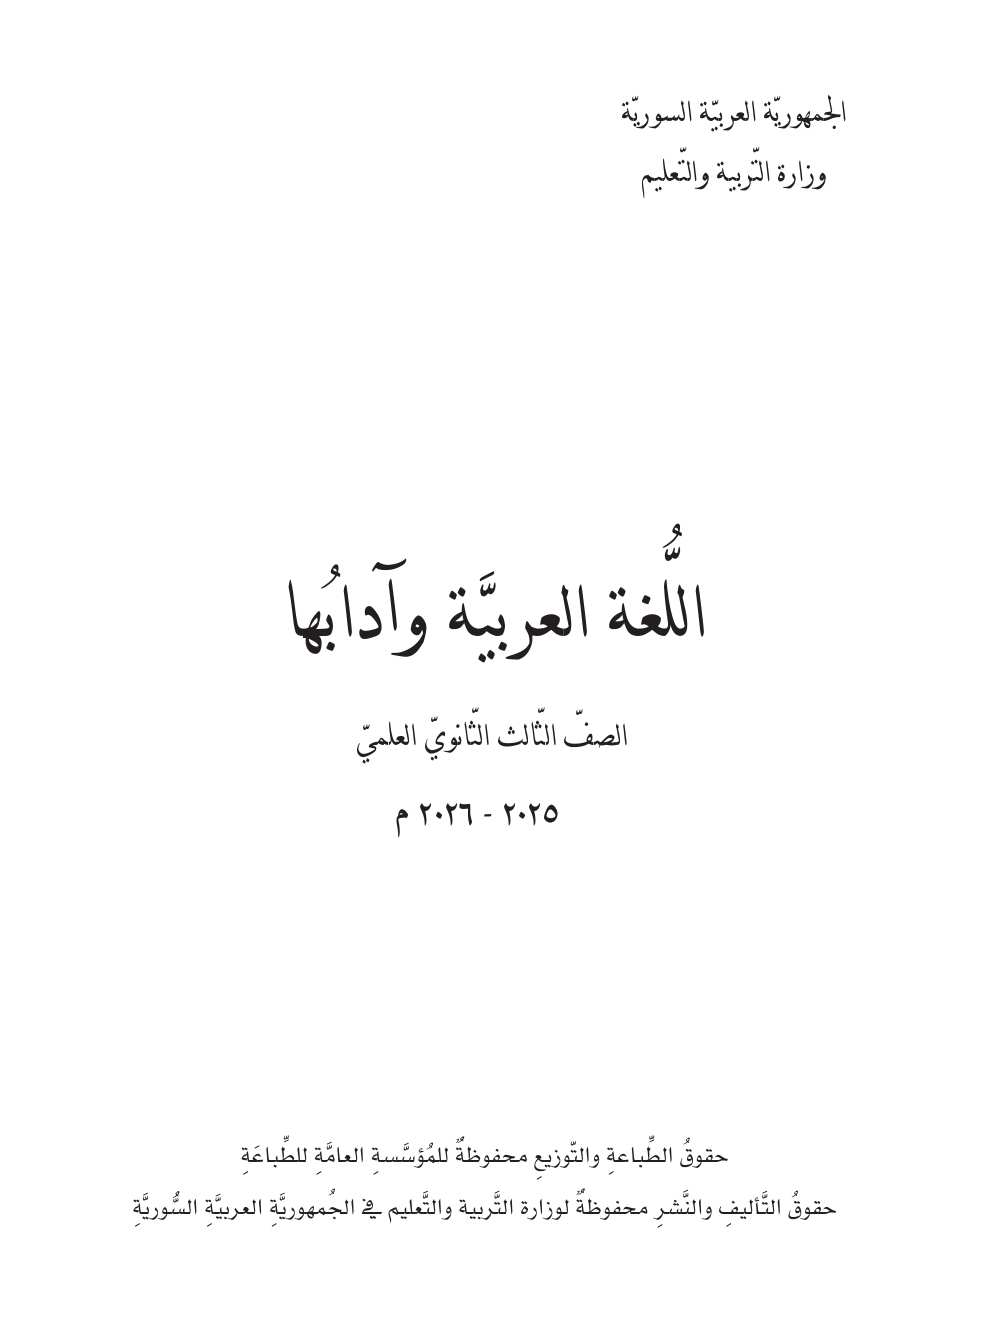 الجمهوريّة العربيّة السوريّة
وزارة التّربية والتّعليم
اللُّغة العربيَّة وآدابُها
الصفّ الثّالث الثّانويّ العلميّ
٢٠٢٥ - ٢٠٢٦ م
حقوقُ الطِّباعةِ والتّوزيعِ محفوظةٌ للمُؤسَّسةِ العامَّةِ للطِّباعَةِ
حقوقُ التَّأليفِ والنَّشرِ محفوظةٌ لوزارة التَّربية والتَّعليم في الجُمهوريَّةِ العربيَّةِ السُّوريَّةِ